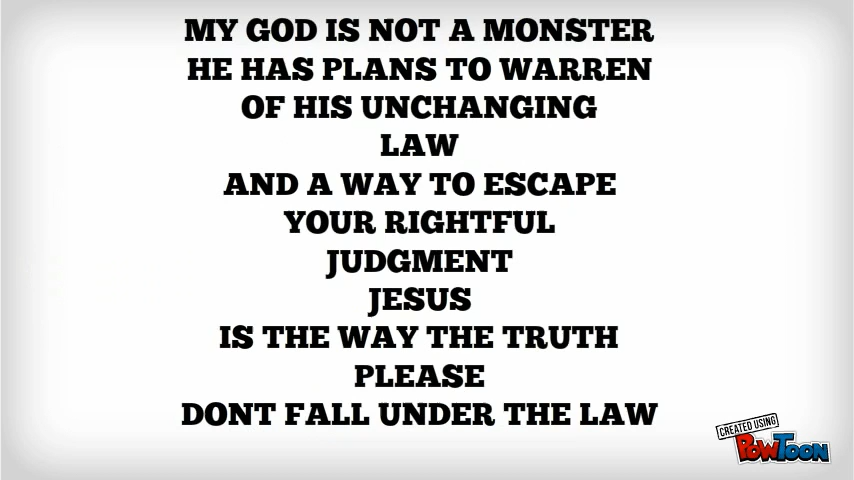 MY GOD IS NOT A MONSTER
HE HAS PLANS TO WARREN
OF HIS UNCHANGING
LAW
AND A WAY TO ESCAPE
YOUR RIGHTFUL
JUDGMENT
JESUS
IS THE WAY THE TRUTH
PLEASE
DONT FALL UNDER THE LAW
CREATED USING
POWTOON